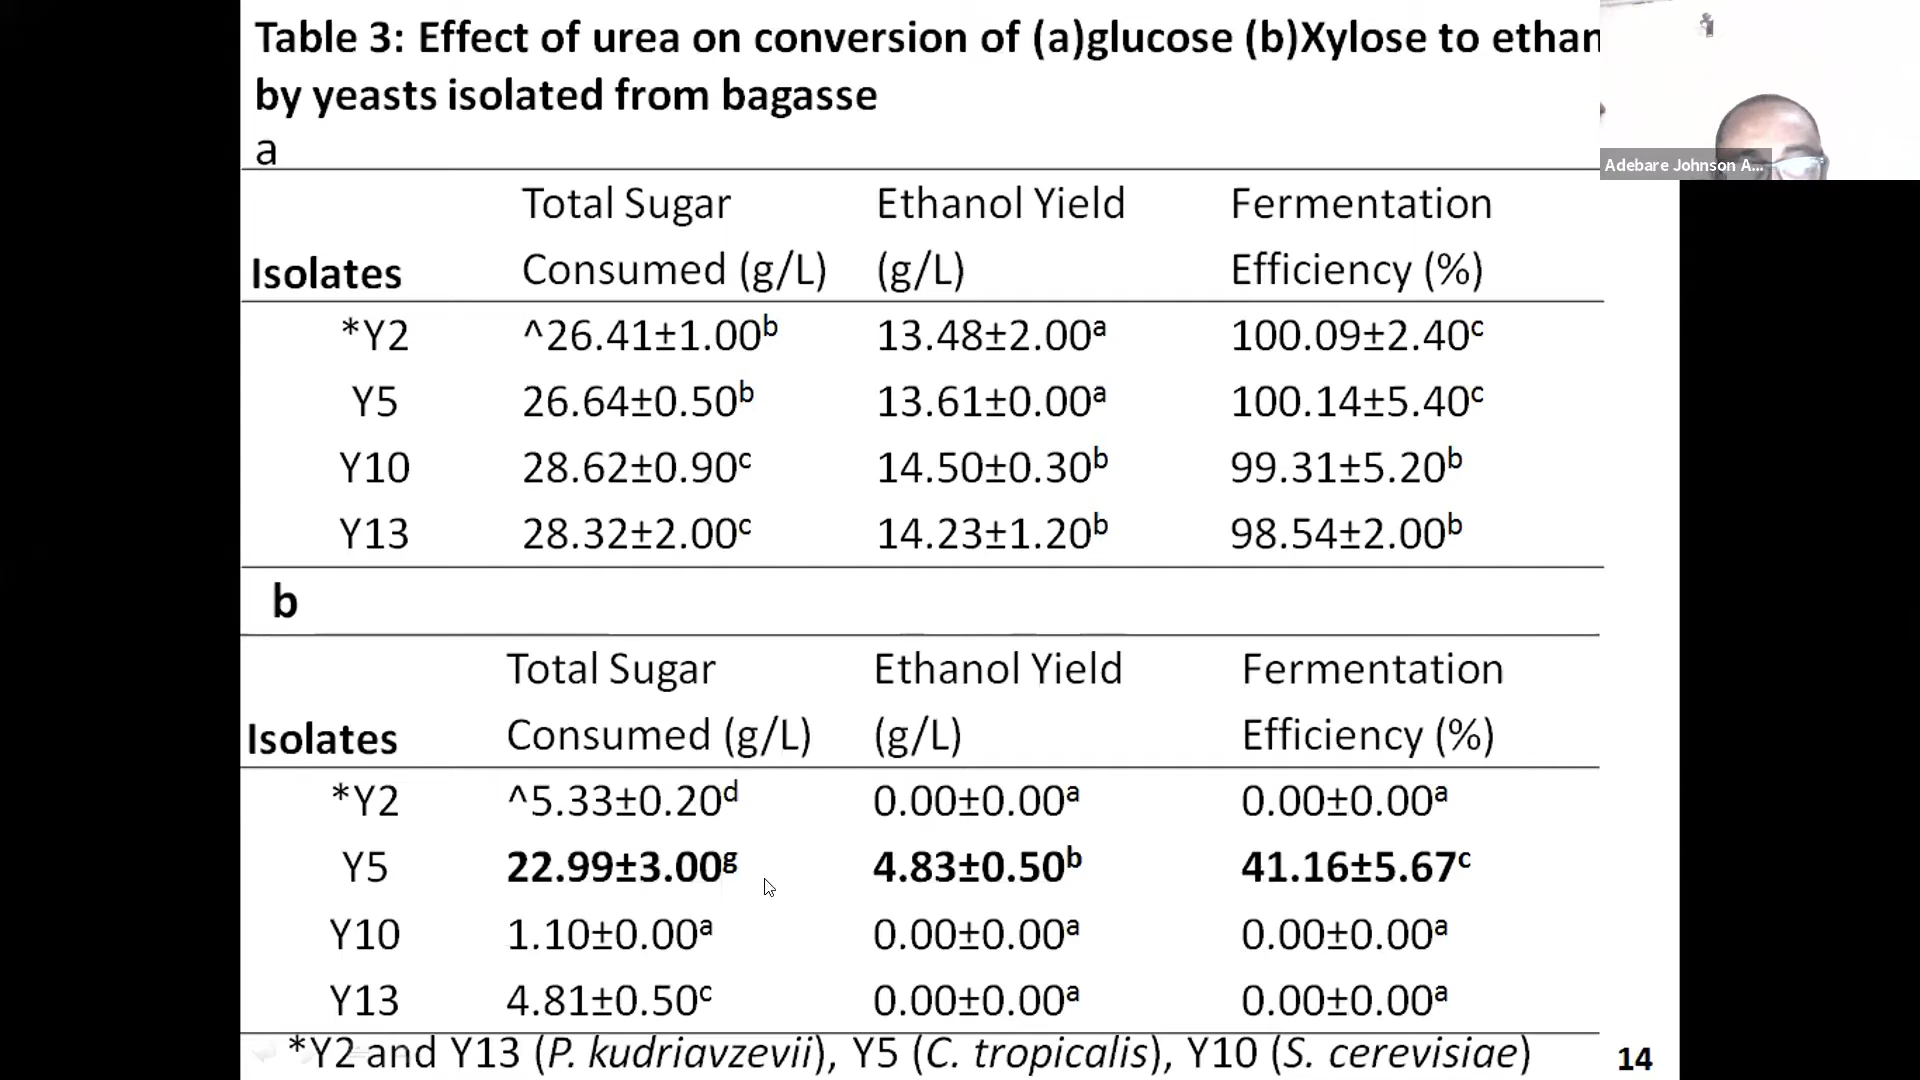 Table 3: Effect of urea on conversion of (a)glucose (b)Xylose to ethan
by yeasts isolated from bagasse
a
Adebare Johnson A...
Isolates Total Sugar Consumed (g/L) Ethanol Yield (g/L) Fermentation Efficiency (%)
*Y2 ^26.41±1.00ᵇ 13.48±2.00ᵃ 100.09±2.40ᶜ
Y5 26.64±0.50ᵇ 13.61±0.00ᵃ 100.14±5.40ᶜ
Y10 28.62±0.90ᶜ 14.50±0.30ᵇ 99.31±5.20ᵇ
Y13 28.32±2.00ᶜ 14.23±1.20ᵇ 98.54±2.00ᵇ
b
Isolates Total Sugar Consumed (g/L) Ethanol Yield (g/L) Fermentation Efficiency (%)
*Y2 ^5.33±0.20ᵈ 0.00±0.00ᵃ 0.00±0.00ᵃ
Y5 22.99±3.00ᵍ 4.83±0.50ᵇ 41.16±5.67ᶜ
Y10 1.10±0.00ᵃ 0.00±0.00ᵃ 0.00±0.00ᵃ
Y13 4.81±0.50ᶜ 0.00±0.00ᵃ 0.00±0.00ᵃ
*Y2 and Y13 (P. kudriavzevii), Y5 (C. tropicalis), Y10 (S. cerevisiae)
14